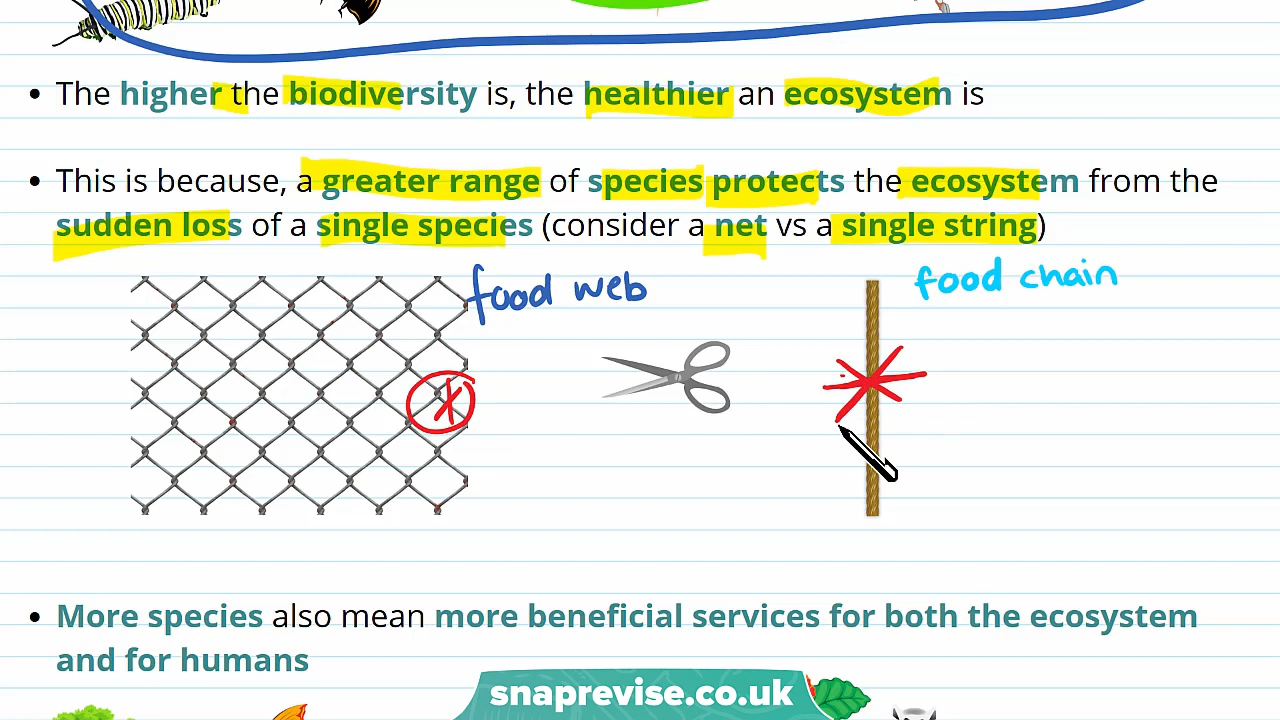 The higher the biodiversity is, the healthier an ecosystem is
This is because, a greater range of species protects the ecosystem from the
sudden loss of a single species (consider a net vs a single string)
food web
food chain
More species also mean more beneficial services for both the ecosystem
and for humans
snaprevise.co.uk